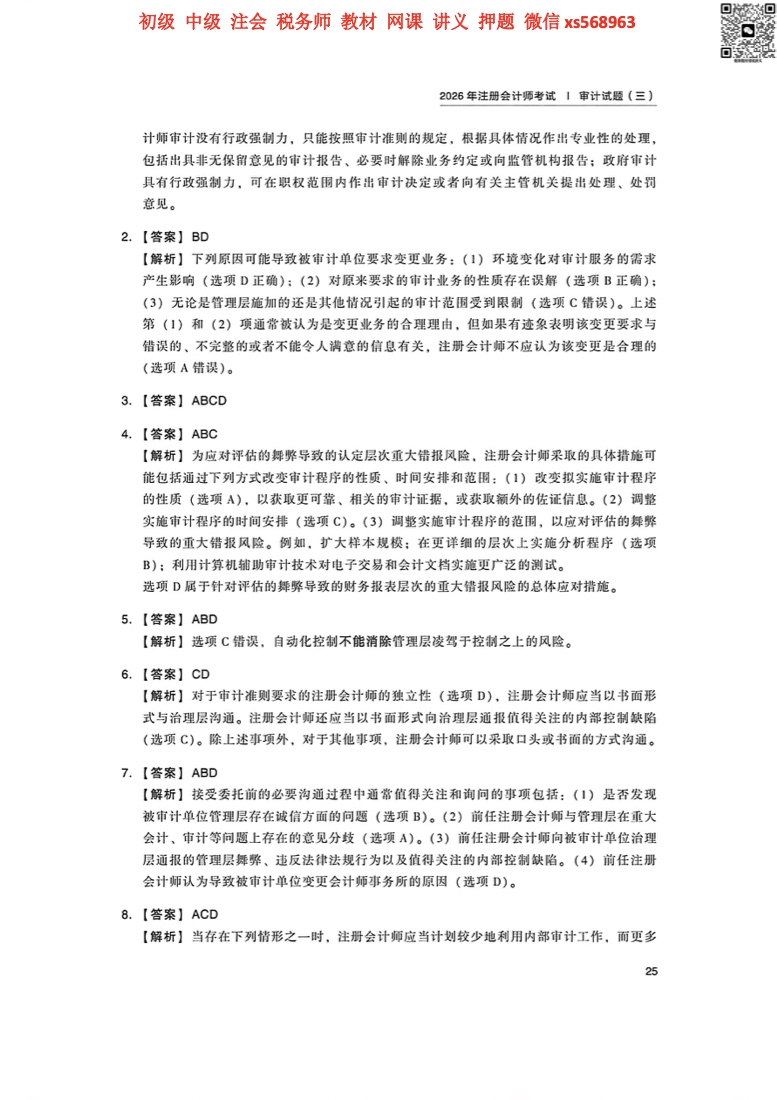 初级 中级 注会 税务师 教材 网课 讲义 押题 微信 xs568963
2026 年注册会计师考试 | 审计试题（三）
计师审计没有行政强制力，只能按照审计准则的规定，根据具体情况作出专业性的处理，
包括出具非无保留意见的审计报告、必要时解除业务约定或向监管机构报告；政府审计
具有行政强制力，可在职权范围内作出审计决定或者向有关主管机关提出处理、处罚
意见。
2. 【答案】BD
【解析】下列原因可能导致被审计单位要求变更业务：（1）环境变化对审计服务的需求
产生影响（选项 D 正确）；（2）对原来要求的审计业务的性质存在误解（选项 B 正确）；
（3）无论是管理层施加的还是其他情况引起的审计范围受到限制（选项 C 错误）。上述
第（1）和（2）项通常被认为是变更业务的合理理由，但如果有迹象表明该变更要求与
错误的、不完整的或者不能令人满意的信息有关，注册会计师不应认为该变更是合理的
（选项 A 错误）。
3. 【答案】ABCD
4. 【答案】ABC
【解析】为应对评估的舞弊导致的认定层次重大错报风险，注册会计师采取的具体措施可
能包括通过下列方式改变审计程序的性质、时间安排和范围：（1）改变拟实施审计程序
的性质（选项 A），以获取更可靠、相关的审计证据，或获取额外的佐证信息。（2）调整
实施审计程序的时间安排（选项 C）。（3）调整实施审计程序的范围，以应对评估的舞弊
导致的重大错报风险。例如，扩大样本规模；在更详细的层次上实施分析程序（选项
B）；利用计算机辅助审计技术对电子交易和会计文档实施更广泛的测试。
选项 D 属于针对评估的舞弊导致的财务报表层次的重大错报风险的总体应对措施。
5. 【答案】ABD
【解析】选项 C 错误，自动化控制不能消除管理层凌驾于控制之上的风险。
6. 【答案】CD
【解析】对于审计准则要求的注册会计师的独立性（选项 D），注册会计师应当以书面形
式与治理层沟通。注册会计师还应当以书面形式向治理层通报值得关注的内部控制缺陷
（选项 C）。除上述事项外，对于其他事项，注册会计师可以采取口头或书面的方式沟通。
7. 【答案】ABD
【解析】接受委托前的必要沟通过程中通常值得关注和询问的事项包括：（1）是否发现
被审计单位管理层存在诚信方面的问题（选项 B）。（2）前任注册会计师与管理层在重大
会计、审计等问题上存在的意见分歧（选项 A）。（3）前任注册会计师向被审计单位治理
层通报的管理层舞弊、违反法律法规行为以及值得关注的内部控制缺陷。（4）前任注册
会计师认为导致被审计单位变更会计师事务所的原因（选项 D）。
8. 【答案】ACD
【解析】当存在下列情形之一时，注册会计师应当计划较少地利用内部审计工作，而更多
25